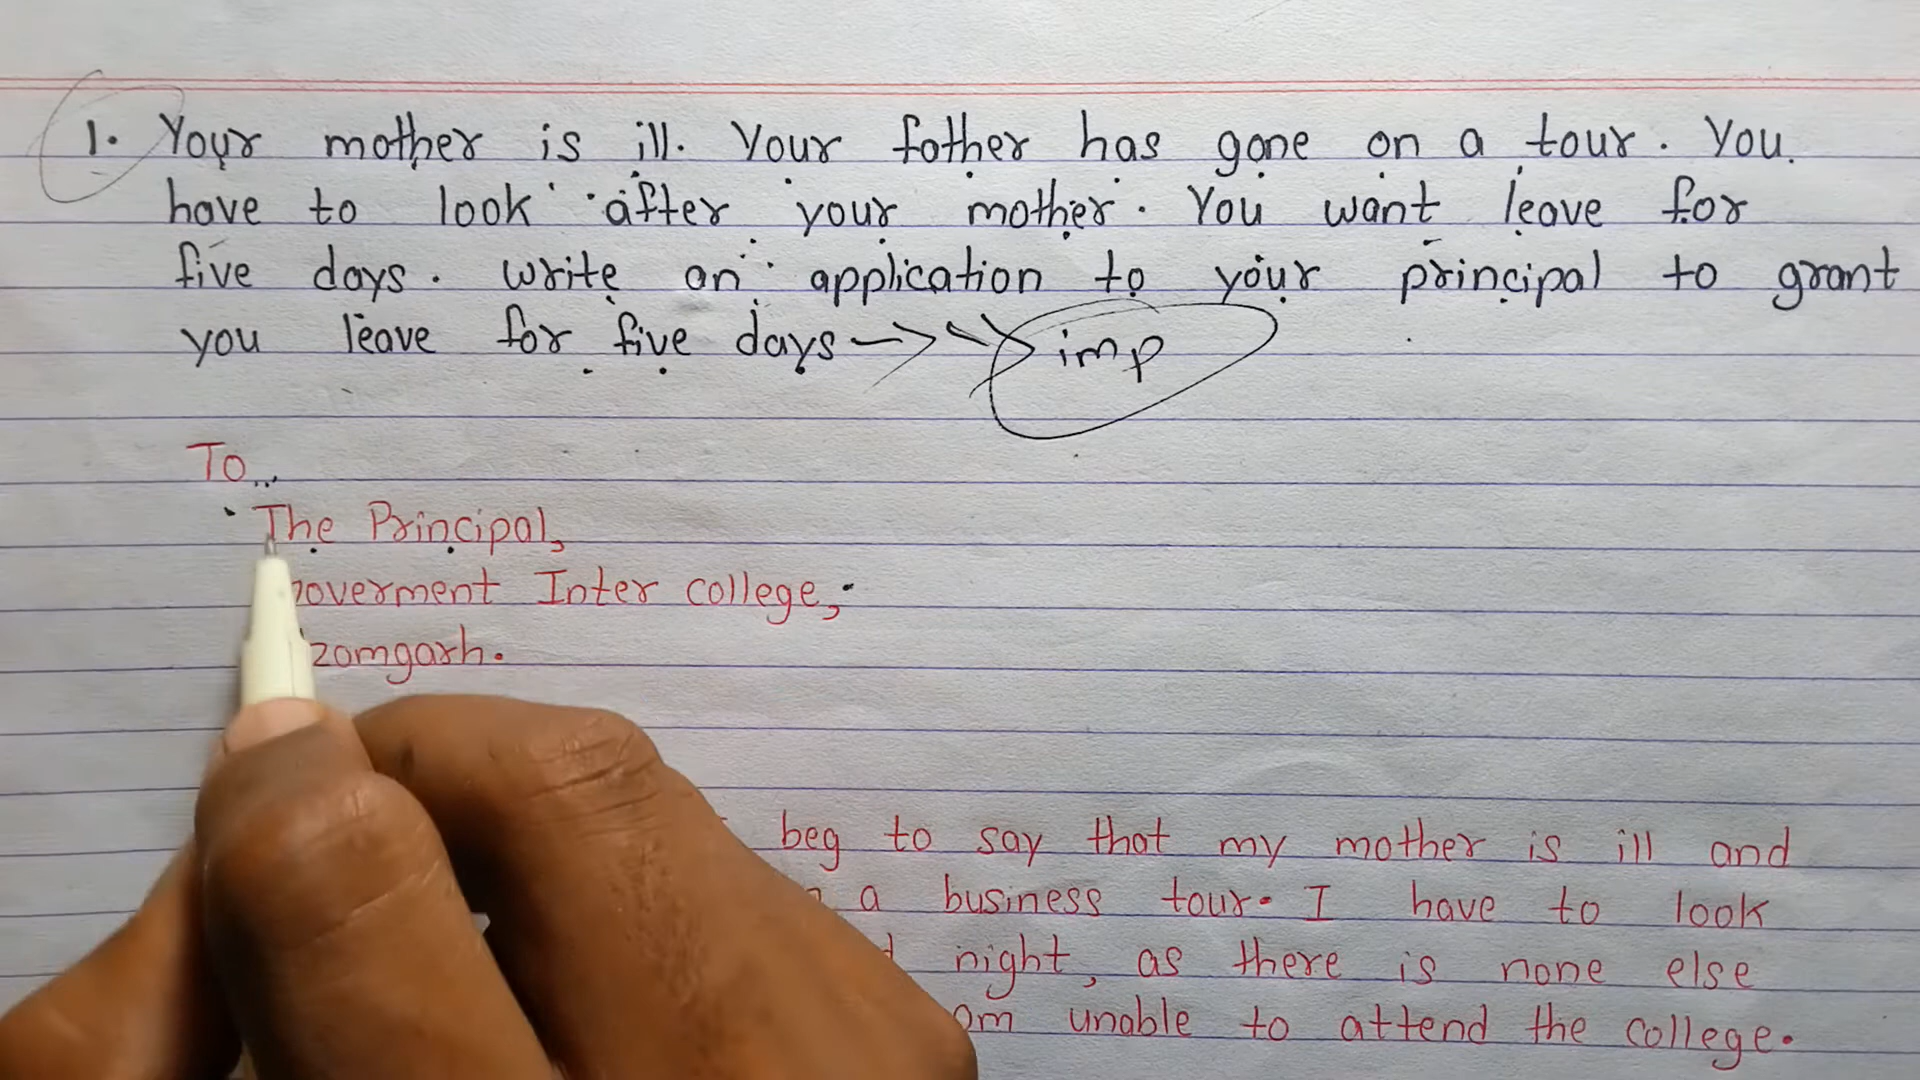 1. Your mother is ill. Your father has gone on a tour. You
have to look after your mother. You want leave for
five days. write an application to your principal to grant
you leave for five days → imp
To
The Principal,
Inter college,
beg to say that my mother is ill and
a business tour. I have to look
night, as there is none else
unable to attend the college.